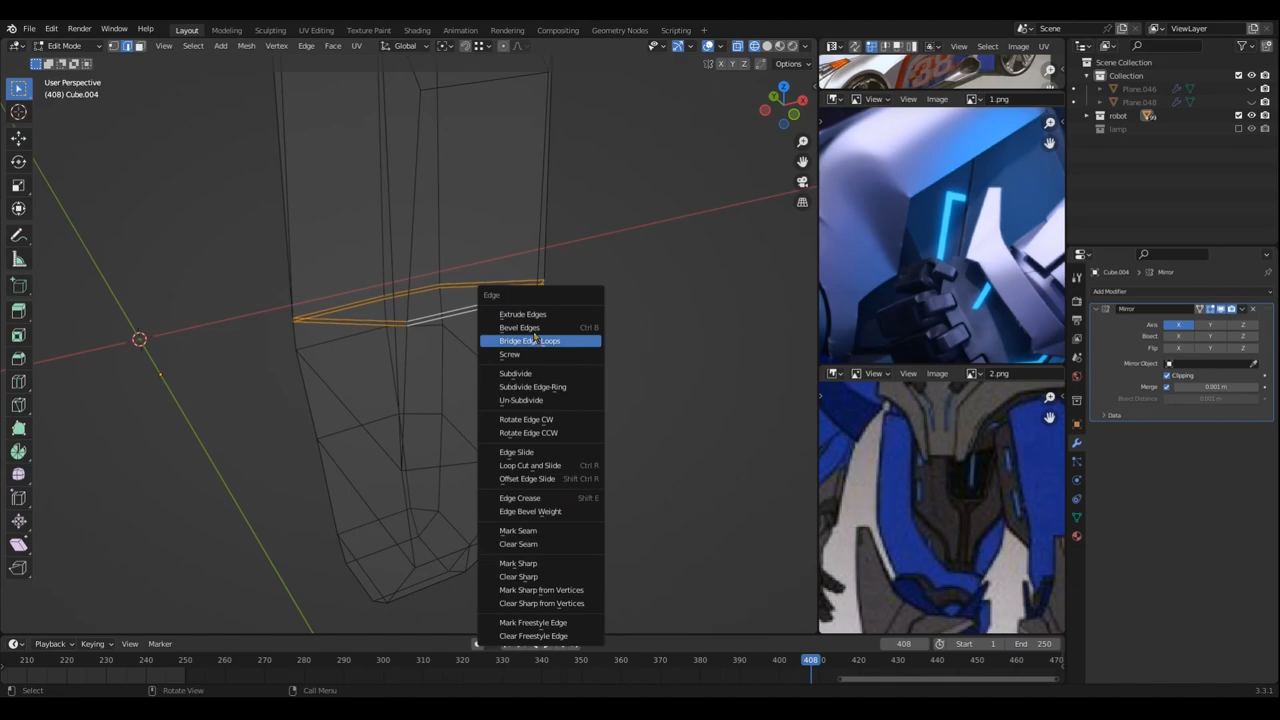 File Edit Render Window Help Layout Modeling Sculpting UV Editing Texture Paint Shading Animation Rendering Compositing Geometry Nodes Scripting Scene ViewLayer
Edit Mode View Select Add Mesh Vertex Edge Face UV Global View Select Image UV
X Y Z Options
User Perspective
(408) Cube.004
Scene Collection
Collection
Plane.046
Plane.048
robot
lamp
View View Image 1.png
View View Image 2.png
Edge
Extrude Edges
Bevel Edges Ctrl B
Bridge Edge Loops
Screw
Subdivide
Subdivide Edge-Ring
Un-Subdivide
Rotate Edge CW
Rotate Edge CCW
Edge Slide
Loop Cut and Slide Ctrl R
Offset Edge Slide Shift Ctrl R
Edge Crease Shift E
Edge Bevel Weight
Mark Seam
Clear Seam
Mark Sharp
Clear Sharp
Mark Sharp from Vertices
Clear Sharp from Vertices
Mark Freestyle Edge
Clear Freestyle Edge
Cube.004 Mirror
Add Modifier
Mirror
Axis X Y Z
Bisect X Y Z
Flip X Y Z
Mirror Object
Clipping
Merge 0.001 m
Bisect Distance 0.001 m
Data
Playback Keying View Marker 408 Start 1 End 250
210 220 230 240 250 260 270 280 290 300 310 320 330 340 350 360 370 380 390 400 408 420 430 440 450 460 470
Select Rotate View Call Menu 3.3.1